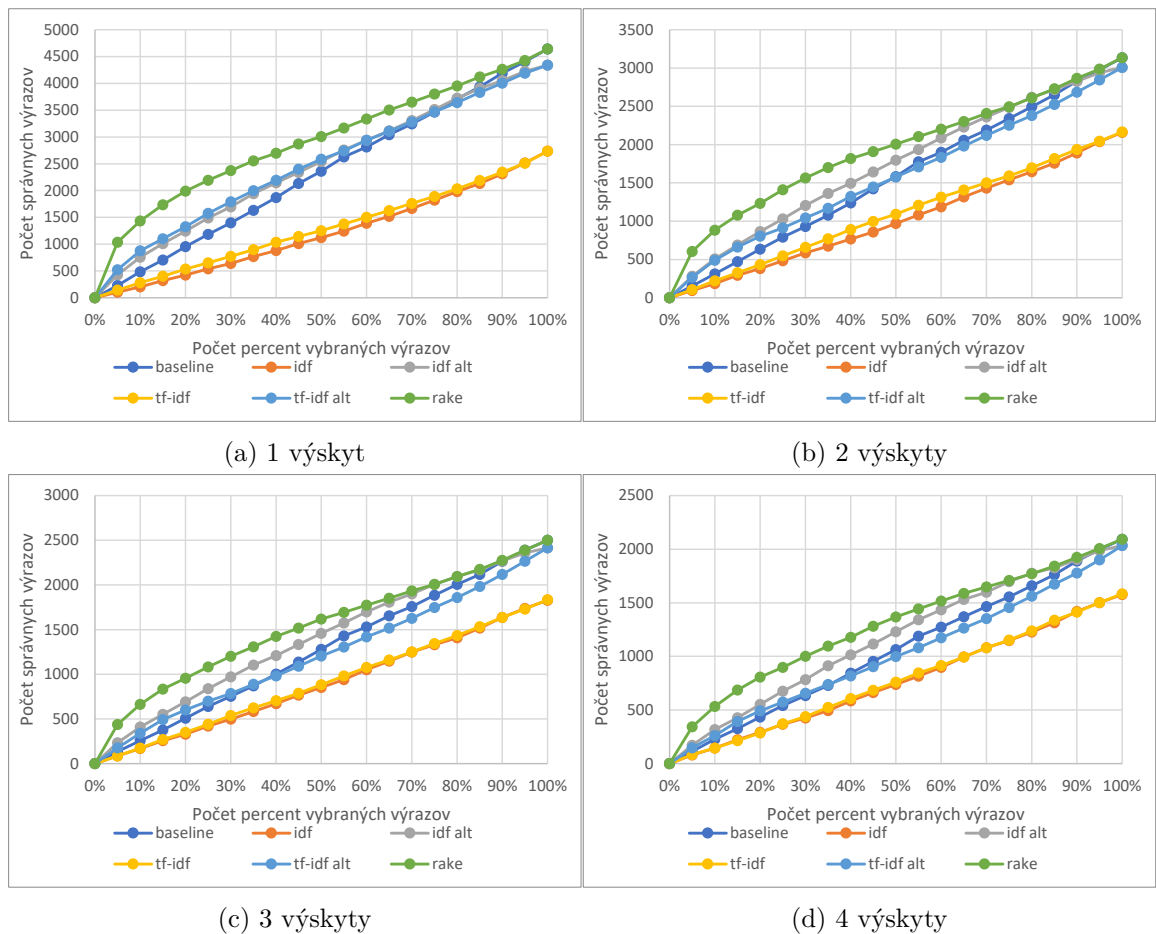 5000
4500
4000
3500
3000
2500
2000
1500
1000
500
0
Počet správnych výrazov
0% 10% 20% 30% 40% 50% 60% 70% 80% 90% 100%
Počet percent vybraných výrazov
baseline idf idf alt
tf-idf tf-idf alt rake
(a) 1 výskyt
3500
3000
2500
2000
1500
1000
500
0
Počet správnych výrazov
0% 10% 20% 30% 40% 50% 60% 70% 80% 90% 100%
Počet percent vybraných výrazov
baseline idf idf alt
tf-idf tf-idf alt rake
(b) 2 výskyty
3000
2500
2000
1500
1000
500
0
Počet správnych výrazov
0% 10% 20% 30% 40% 50% 60% 70% 80% 90% 100%
Počet percent vybraných výrazov
baseline idf idf alt
tf-idf tf-idf alt rake
(c) 3 výskyty
2500
2000
1500
1000
500
0
Počet správnych výrazov
0% 10% 20% 30% 40% 50% 60% 70% 80% 90% 100%
Počet percent vybraných výrazov
baseline idf idf alt
tf-idf tf-idf alt rake
(d) 4 výskyty